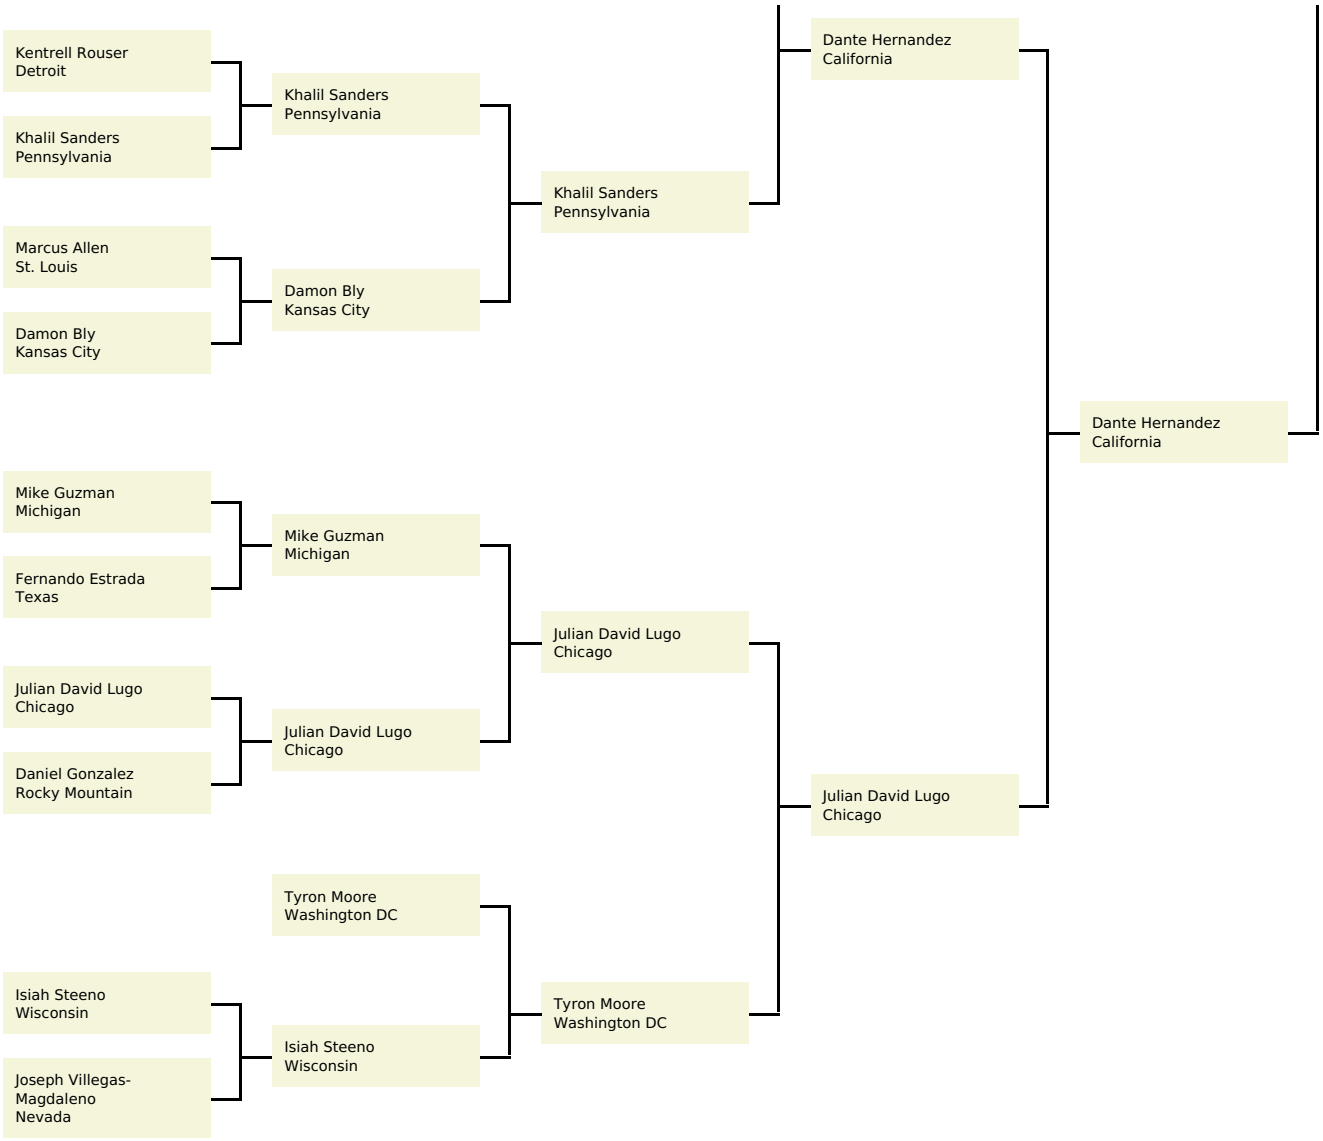 Kentrell Rouser
Detroit
Khalil Sanders
Pennsylvania
Marcus Allen
St. Louis
Damon Bly
Kansas City
Mike Guzman
Michigan
Fernando Estrada
Texas
Julian David Lugo
Chicago
Daniel Gonzalez
Rocky Mountain
Isiah Steeno
Wisconsin
Joseph Villegas-
Magdaleno
Nevada
Khalil Sanders
Pennsylvania
Damon Bly
Kansas City
Mike Guzman
Michigan
Julian David Lugo
Chicago
Tyron Moore
Washington DC
Isiah Steeno
Wisconsin
Khalil Sanders
Pennsylvania
Julian David Lugo
Chicago
Tyron Moore
Washington DC
Dante Hernandez
California
Julian David Lugo
Chicago
Dante Hernandez
California